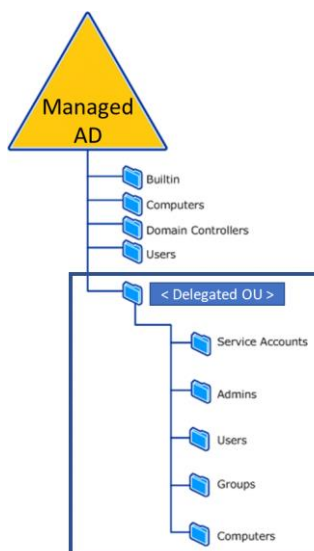 Managed
AD
Builtin
Computers
Domain Controllers
Users
< Delegated OU >
Service Accounts
Admins
Users
Groups
Computers